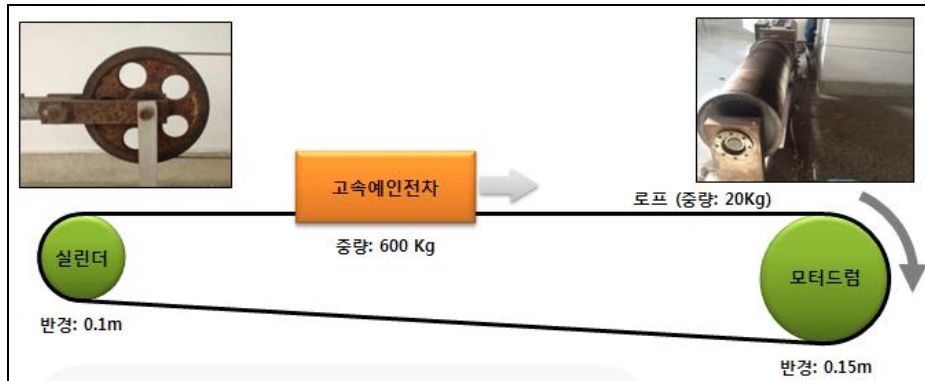 고속예인전차
로프 (중량: 20Kg)
중량: 600 Kg
실린더
모터드럼
반경: 0.1m
반경: 0.15m